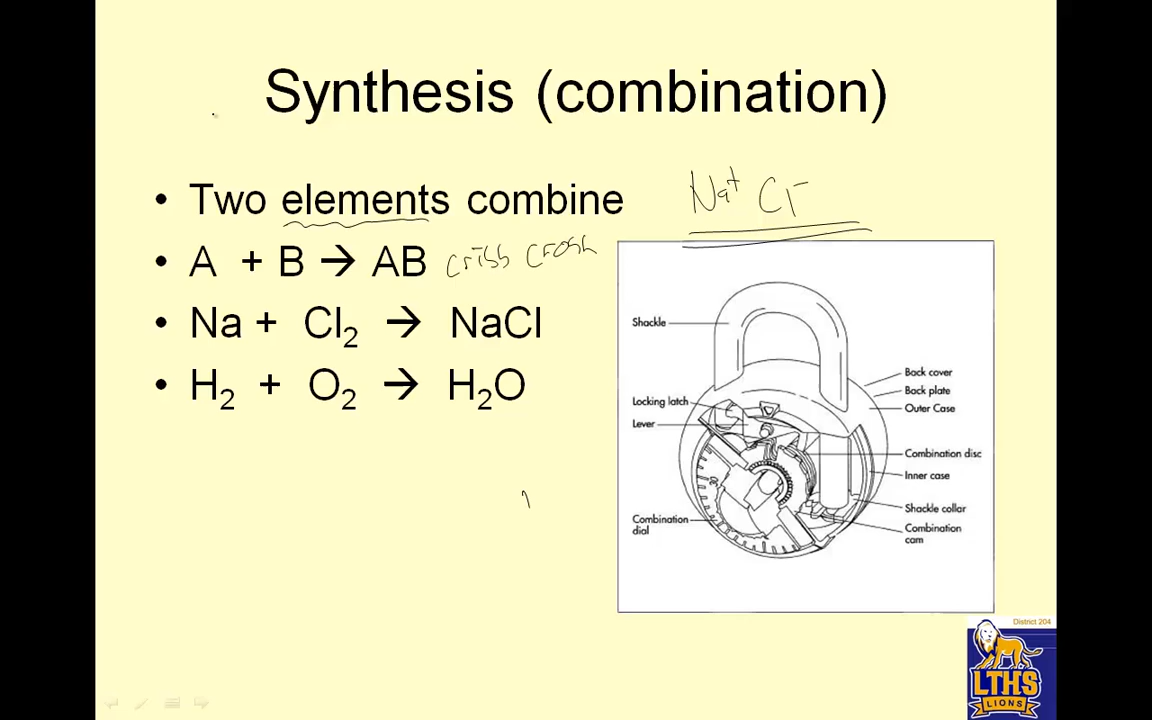 Synthesis (combination)
• Two elements combine
Na⁺ Cl⁻
• A + B → AB criss cross
• Na + Cl₂ → NaCl
• H₂ + O₂ → H₂O
Shackle
Back cover
Back plate
Locking latch
Outer Case
Lever
Combination disc
Inner case
Shackle collar
Combination dial
Combination cam
District 204
LTHS
LIONS